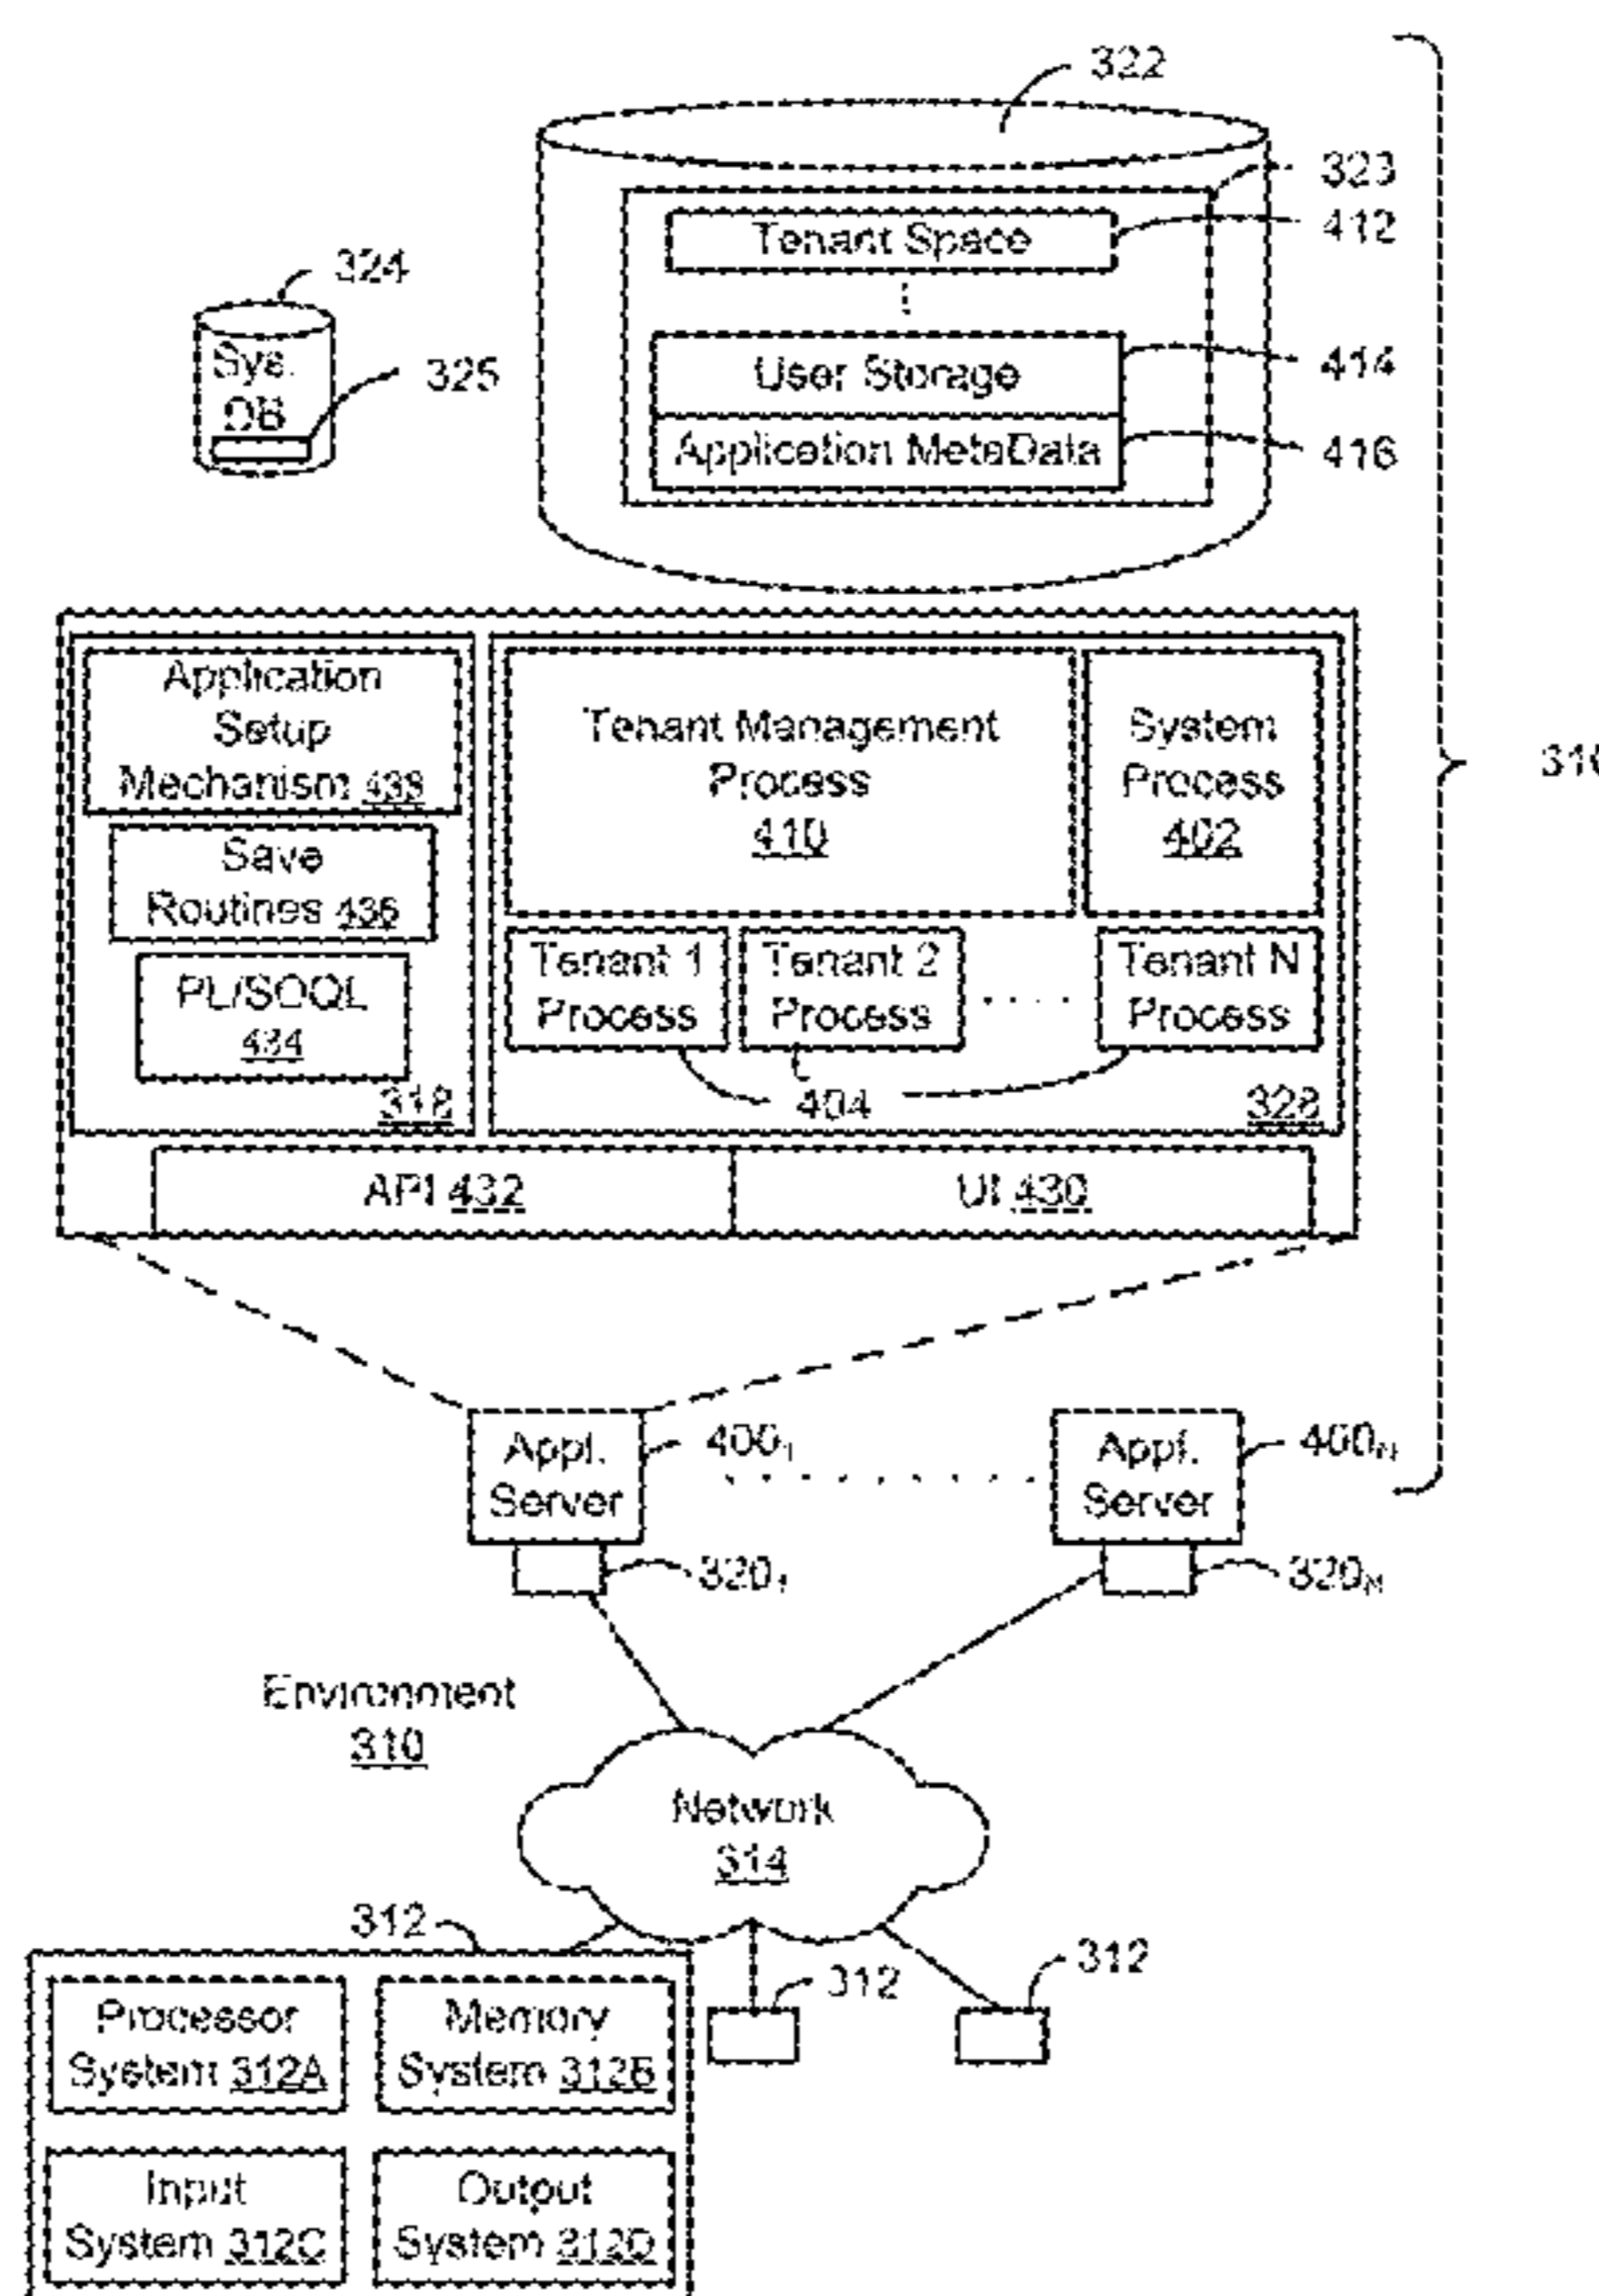 322
323
Tenant Space
412
324
Sys.
DB
325
User Storage
414
Application MetaData
416
Application
Setup
Mechanism 438
Save
Routines 436
PL/SOQL
434
318
Tenant Management
Process
410
System
Process
402
Tenant 1
Process
Tenant 2
Process
Tenant N
Process
404
328
API 432
UI 430
Appl.
Server
400₁
Appl.
Server
400ₙ
320₁
320ₙ
Environment
310
Network
314
312
312
312
Processor
System 312A
Memory
System 312B
Input
System 312C
Output
System 312D